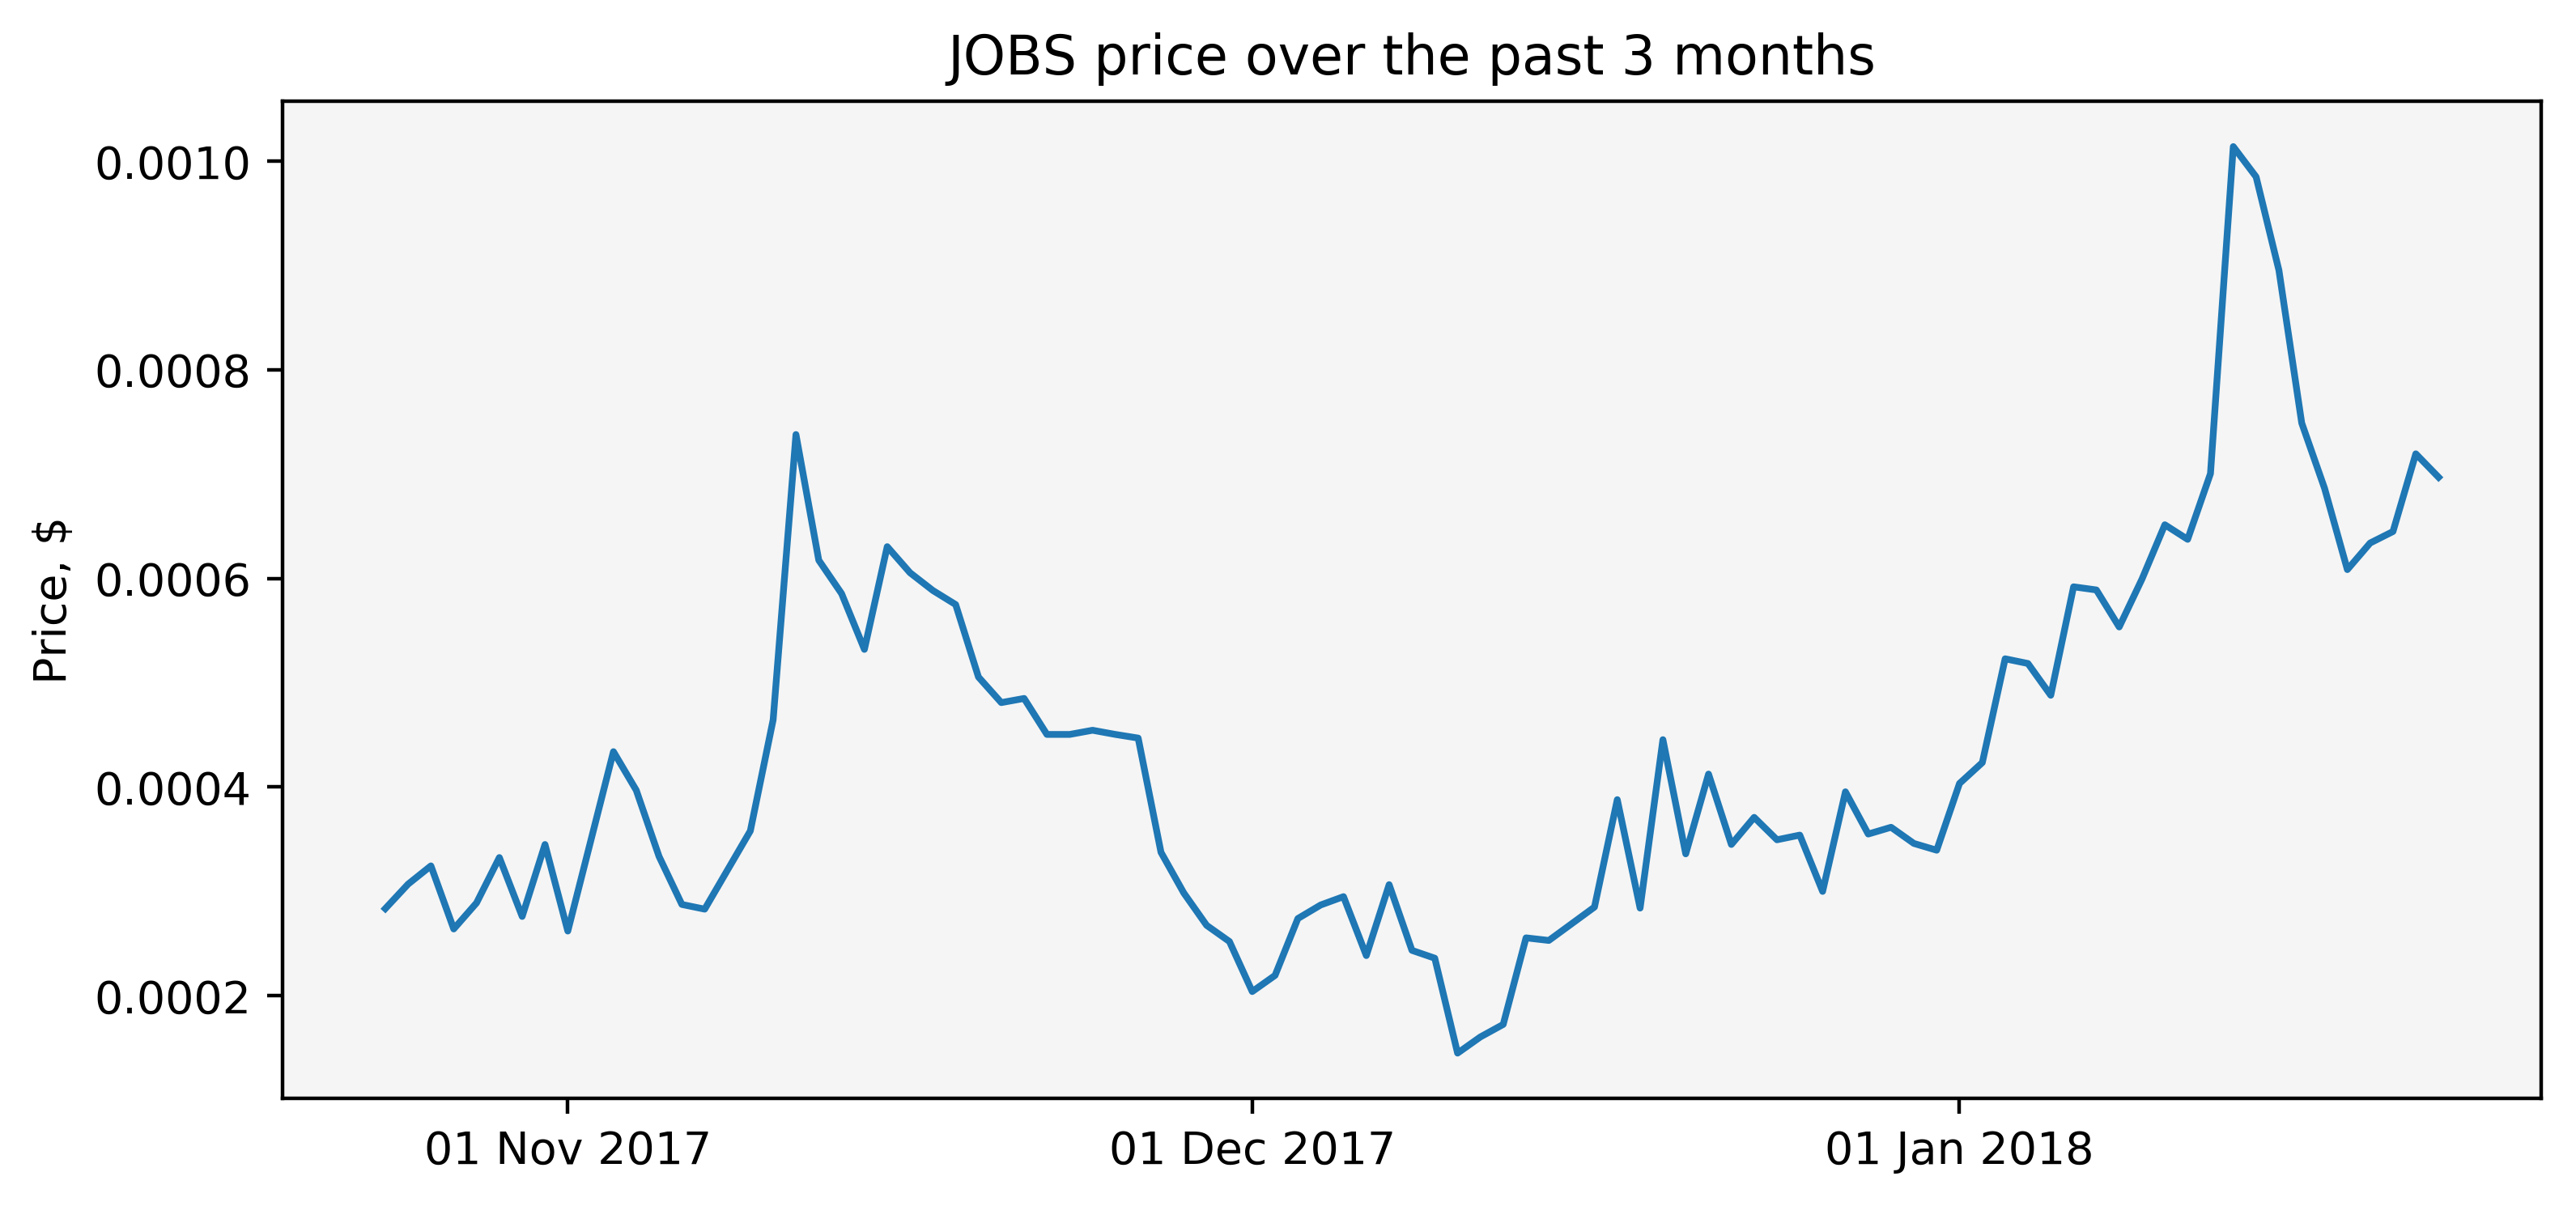 JOBS price over the past 3 months
Price, $
0.0010
0.0008
0.0006
0.0004
0.0002
01 Nov 2017
01 Dec 2017
01 Jan 2018